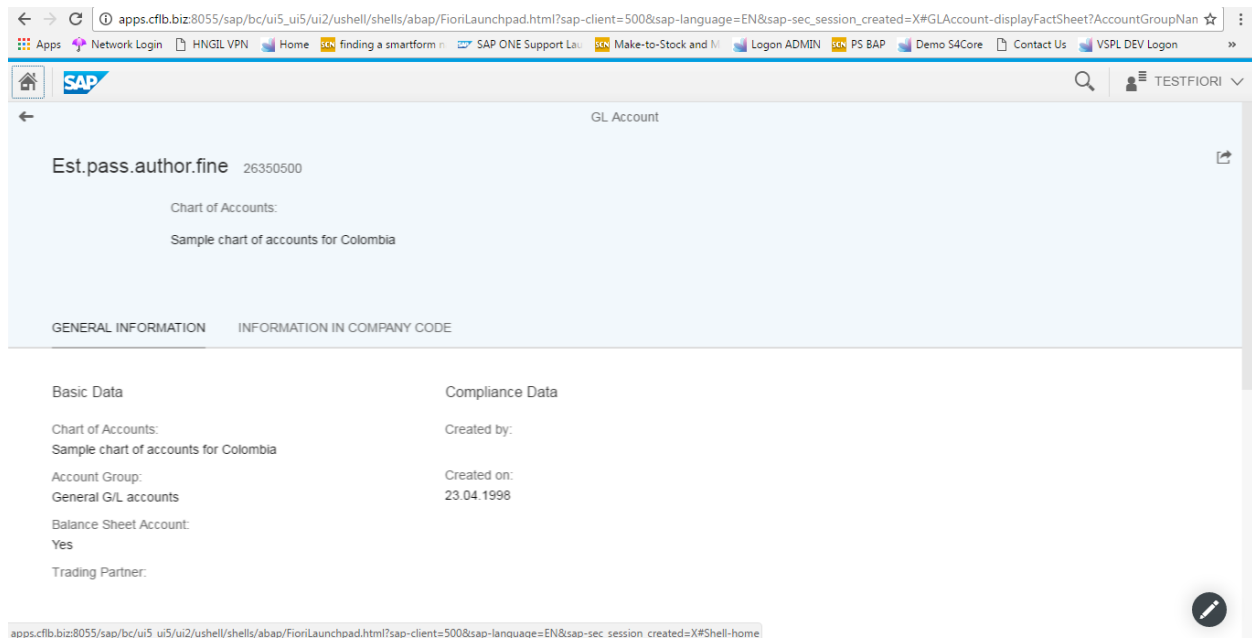 apps.cflb.biz:8055/sap/bc/ui5_ui5/ui2/ushell/shells/abap/FioriLaunchpad.html?sap-client=500&sap-language=EN&sap-sec_session_created=X#GLAccount-displayFactSheet?AccountGroupNan
Apps Network Login HNGIL VPN Home SCN finding a smartform n SAP ONE Support Lau SCN Make-to-Stock and M Logon ADMIN SCN PS BAP Demo S4Core Contact Us VSPL DEV Logon »
SAP TESTFIORI
GL Account
Est.pass.author.fine 26350500
Chart of Accounts:
Sample chart of accounts for Colombia
GENERAL INFORMATION INFORMATION IN COMPANY CODE
Basic Data Compliance Data
Chart of Accounts: Created by:
Sample chart of accounts for Colombia
Account Group: Created on:
General G/L accounts 23.04.1998
Balance Sheet Account:
Yes
Trading Partner:
apps.cflb.biz:8055/sap/bc/ui5_ui5/ui2/ushell/shells/abap/FioriLaunchpad.html?sap-client=500&sap-language=EN&sap-sec_session_created=X#Shell-home